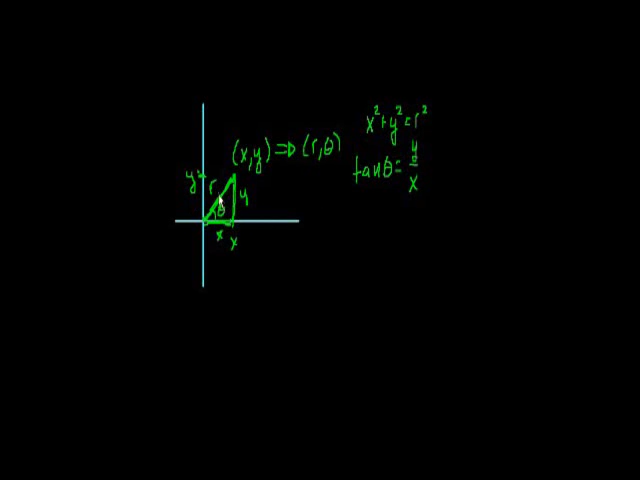 x² + y² = r²
(x,y) ⇒ (r,θ)
tanθ = y/x
y
r
y
θ
x
x